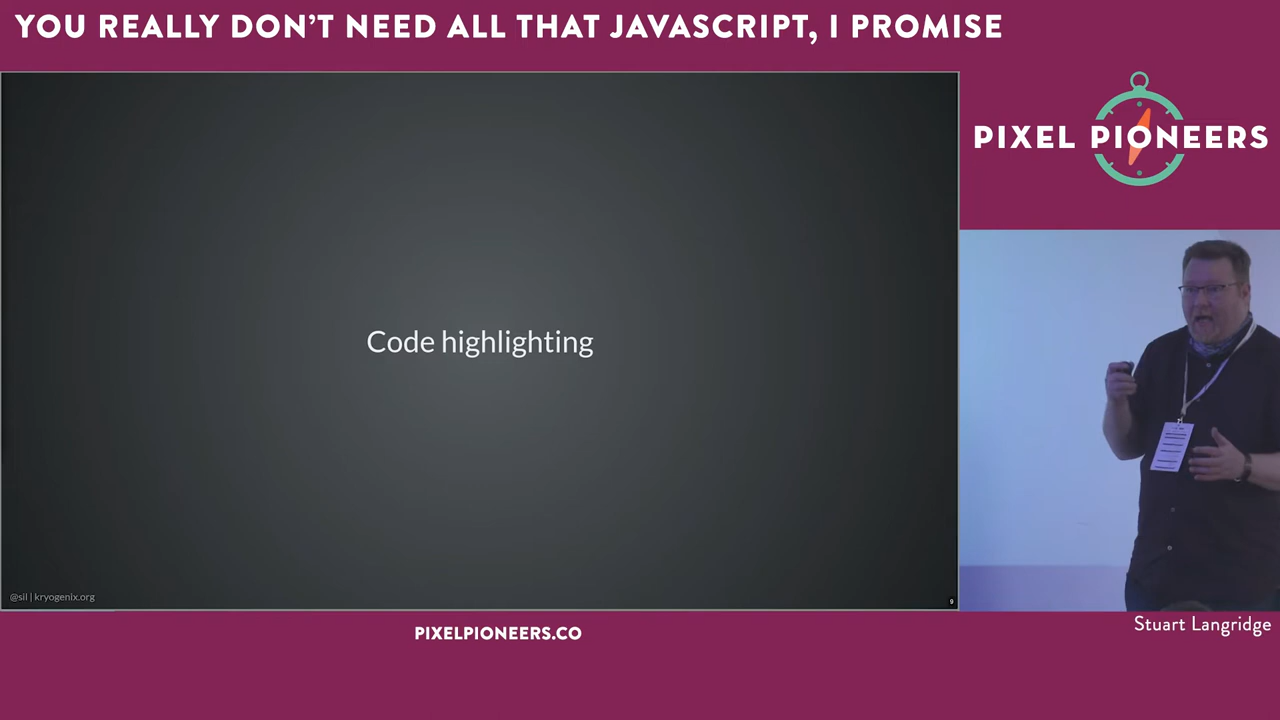 YOU REALLY DON'T NEED ALL THAT JAVASCRIPT, I PROMISE
PIXEL PIONEERS
Code highlighting
@sil | kryogenix.org
9
Stuart Langridge
PIXELPIONEERS.CO